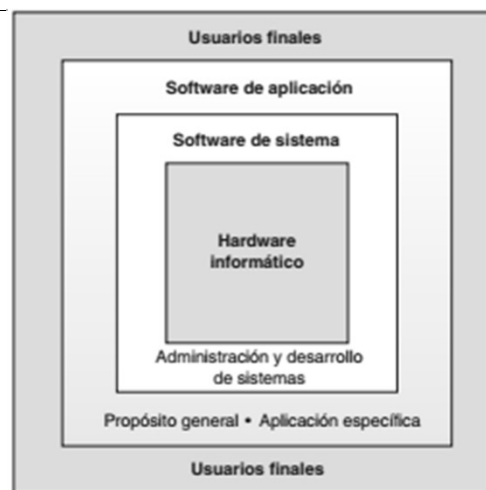 Usuarios finales
Software de aplicación
Software de sistema
Hardware
informático
Administración y desarrollo
de sistemas
Propósito general • Aplicación específica
Usuarios finales